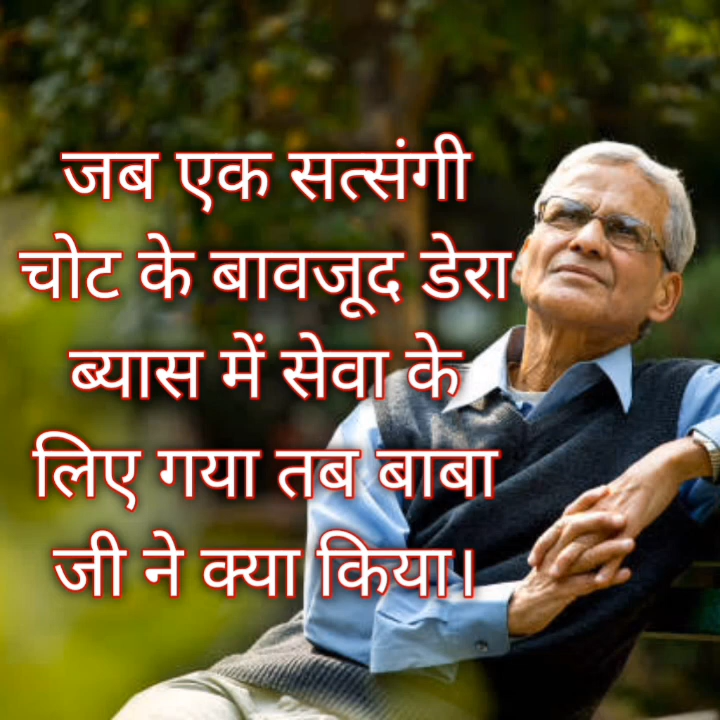 जब एक सत्संगी
चोट के बावजूद डेरा
ब्यास में सेवा के
लिए गया तब बाबा
जी ने क्या किया।